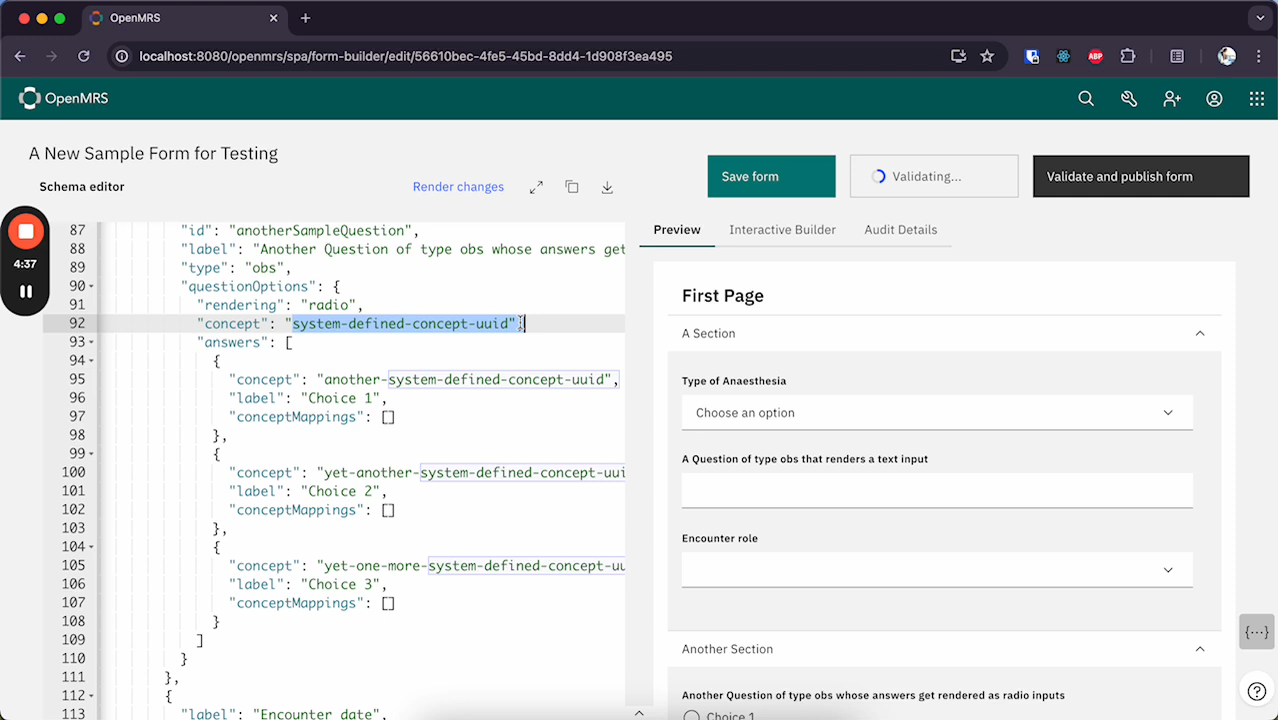 OpenMRS
localhost:8080/openmrs/spa/form-builder/edit/56610bec-4fe5-45bd-8dd4-1d908f3ea495
ABP
OpenMRS
A New Sample Form for Testing
Save form
Validating...
Validate and publish form
Schema editor
Render changes
4:37
87 "id": "anotherSampleQuestion",
88 "label": "Another Question of type obs whose answers get
89 "type": "obs",
90 "questionOptions": {
91 "rendering": "radio",
92 "concept": "system-defined-concept-uuid",
93 "answers": [
94 {
95 "concept": "another-system-defined-concept-uuid",
96 "label": "Choice 1",
97 "conceptMappings": []
98 },
99 {
100 "concept": "yet-another-system-defined-concept-uui
101 "label": "Choice 2",
102 "conceptMappings": []
103 },
104 {
105 "concept": "yet-one-more-system-defined-concept-uu
106 "label": "Choice 3",
107 "conceptMappings": []
108 }
109 ]
110 }
111 },
112 {
113 "label": "Encounter date",
Preview
Interactive Builder
Audit Details
First Page
A Section
Type of Anaesthesia
Choose an option
A Question of type obs that renders a text input
Encounter role
Another Section
Another Question of type obs whose answers get rendered as radio inputs
Choice 1
{...}